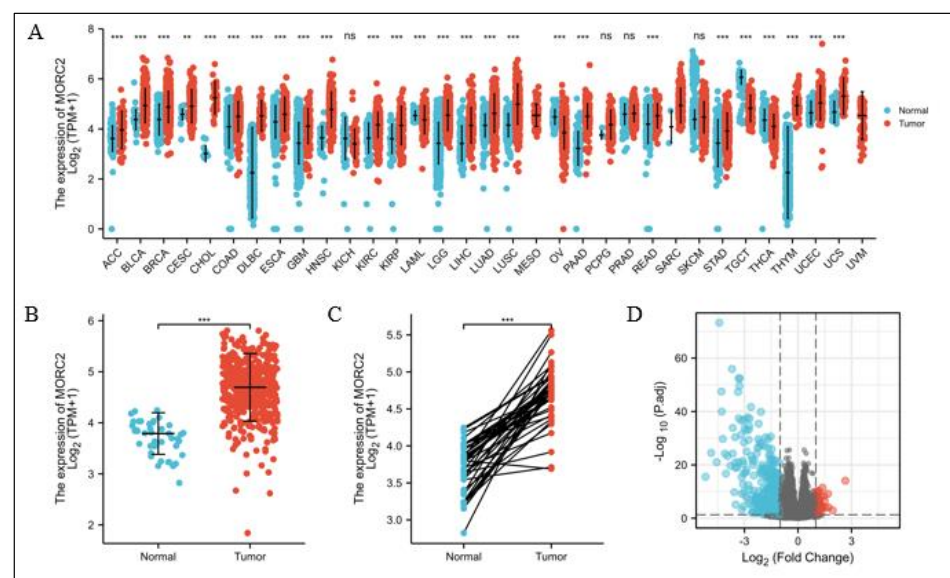 A
The expression of MORC2
Log2 (TPM+1)
8
6
4
2
0
*** *** *** ** *** *** *** *** *** *** ns *** *** *** *** *** *** *** *** *** ns ns *** ns *** *** *** *** *** ***
Normal
Tumor
ACC BLCA BRCA CESC CHOL COAD DLBC ESCA GBM HNSC KICH KIRC KIRP LAML LGG LIHC LUAD LUSC MESO OV PAAD PCPG PRAD READ SARC SKCM STAD TGCT THCA THYM UCEC UCS UVM
B
The expression of MORC2
Log2 (TPM+1)
6
5
4
3
2
***
Normal Tumor
C
The expression of MORC2
Log2 (TPM+1)
5.5
5.0
4.5
4.0
3.5
3.0
***
Normal Tumor
D
-Log10 (P.adj)
60
40
20
0
-3 0 3
Log2 (Fold Change)